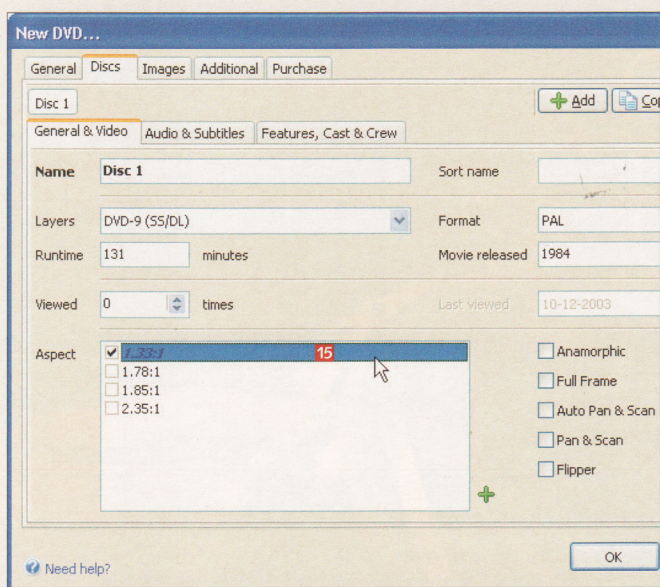 New DVD...
General Discs Images Additional Purchase
Disc 1 Add Cop
General & Video Audio & Subtitles Features, Cast & Crew
Name Disc 1 Sort name
Layers DVD-9 (SS/DL) Format PAL
Runtime 131 minutes Movie released 1984
Viewed 0 times Last viewed 10-12-2003
Aspect 1.33:1 15 Anamorphic
1.78:1 Full Frame
1.85:1 Auto Pan & Scan
2.35:1 Pan & Scan
Flipper
Need help? OK